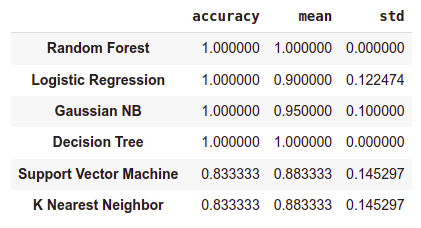 accuracy mean std
Random Forest 1.000000 1.000000 0.000000
Logistic Regression 1.000000 0.900000 0.122474
Gaussian NB 1.000000 0.950000 0.100000
Decision Tree 1.000000 1.000000 0.000000
Support Vector Machine 0.833333 0.883333 0.145297
K Nearest Neighbor 0.833333 0.883333 0.145297